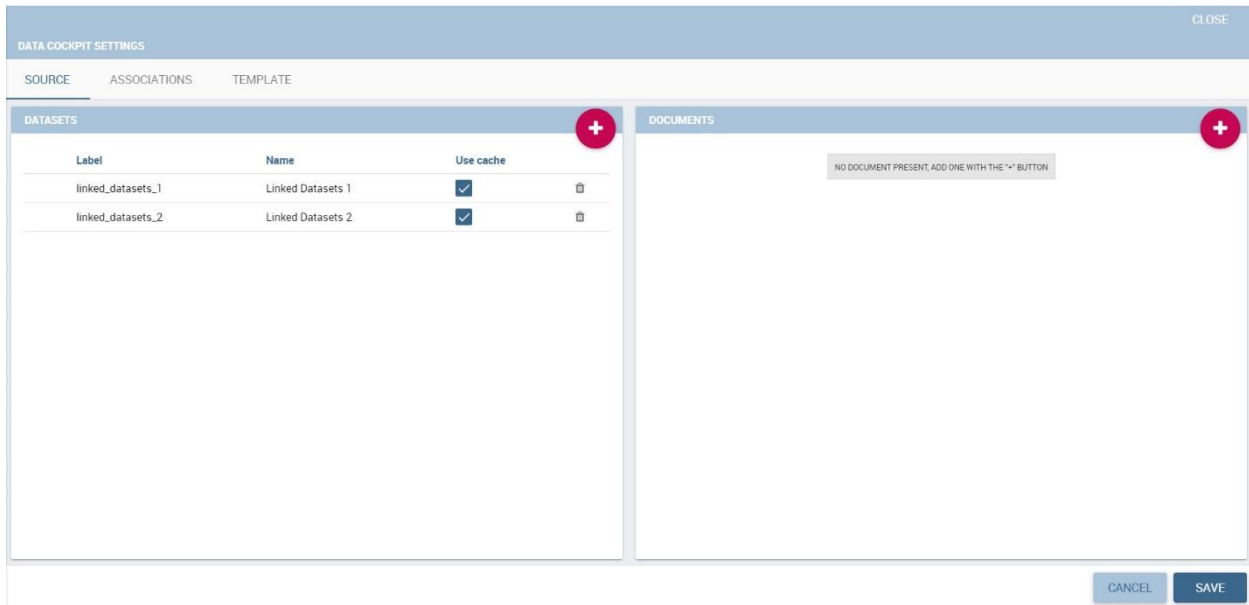 CLOSE
DATA COCKPIT SETTINGS
SOURCE ASSOCIATIONS TEMPLATE
DATASETS
Label Name Use cache
linked_datasets_1 Linked Datasets 1
linked_datasets_2 Linked Datasets 2
DOCUMENTS
NO DOCUMENT PRESENT, ADD ONE WITH THE "+" BUTTON
CANCEL SAVE